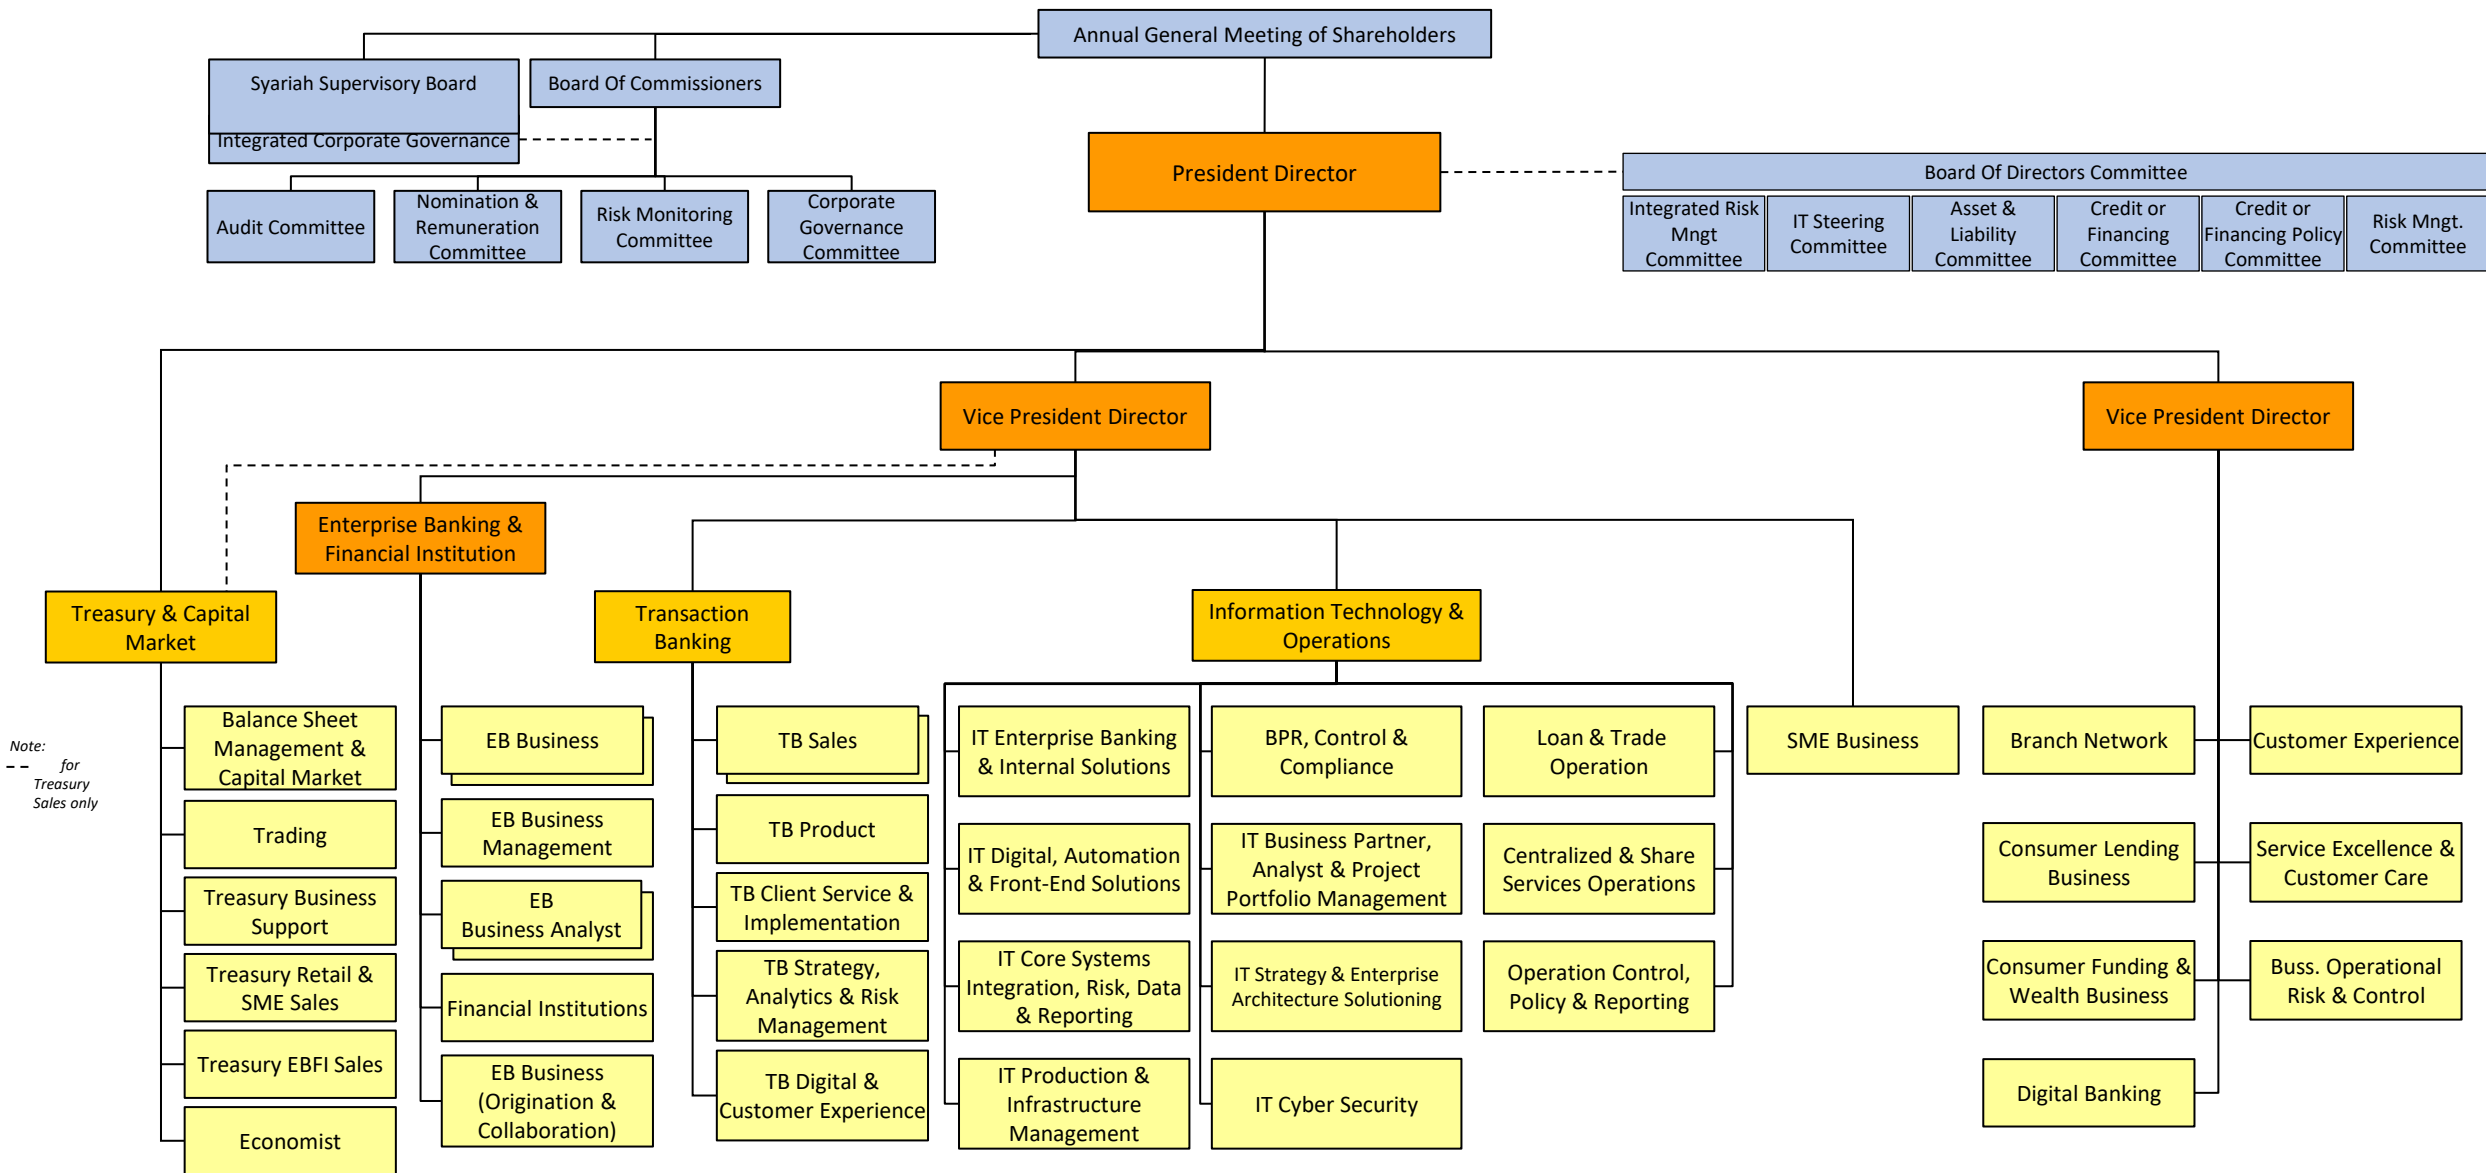 Annual General Meeting of Shareholders
Syariah Supervisory Board
Board Of Commissioners
Integrated Corporate Governance
President Director
Board Of Directors Committee
Audit Committee
Nomination &
Remuneration
Committee
Risk Monitoring
Committee
Corporate
Governance
Committee
Integrated Risk
Mngt
Committee
IT Steering
Committee
Asset &
Liability
Committee
Credit or
Financing
Committee
Credit or
Financing Policy
Committee
Risk Mngt.
Committee
Vice President Director
Vice President Director
Enterprise Banking &
Financial Institution
Treasury & Capital
Market
Transaction
Banking
Information Technology &
Operations
Note:
-- for
Treasury
Sales only
Balance Sheet
Management &
Capital Market
Trading
Treasury Business
Support
Treasury Retail &
SME Sales
Treasury EBFI Sales
Economist
EB Business
EB Business
Management
EB
Business Analyst
Financial Institutions
EB Business
(Origination &
Collaboration)
TB Sales
TB Product
TB Client Service &
Implementation
TB Strategy,
Analytics & Risk
Management
TB Digital &
Customer Experience
IT Enterprise Banking
& Internal Solutions
IT Digital, Automation
& Front-End Solutions
IT Core Systems
Integration, Risk, Data
& Reporting
IT Production &
Infrastructure
Management
BPR, Control &
Compliance
IT Business Partner,
Analyst & Project
Portfolio Management
IT Strategy & Enterprise
Architecture Solutioning
IT Cyber Security
Loan & Trade
Operation
Centralized & Share
Services Operations
Operation Control,
Policy & Reporting
SME Business
Branch Network
Consumer Lending
Business
Consumer Funding &
Wealth Business
Digital Banking
Customer Experience
Service Excellence &
Customer Care
Buss. Operational
Risk & Control